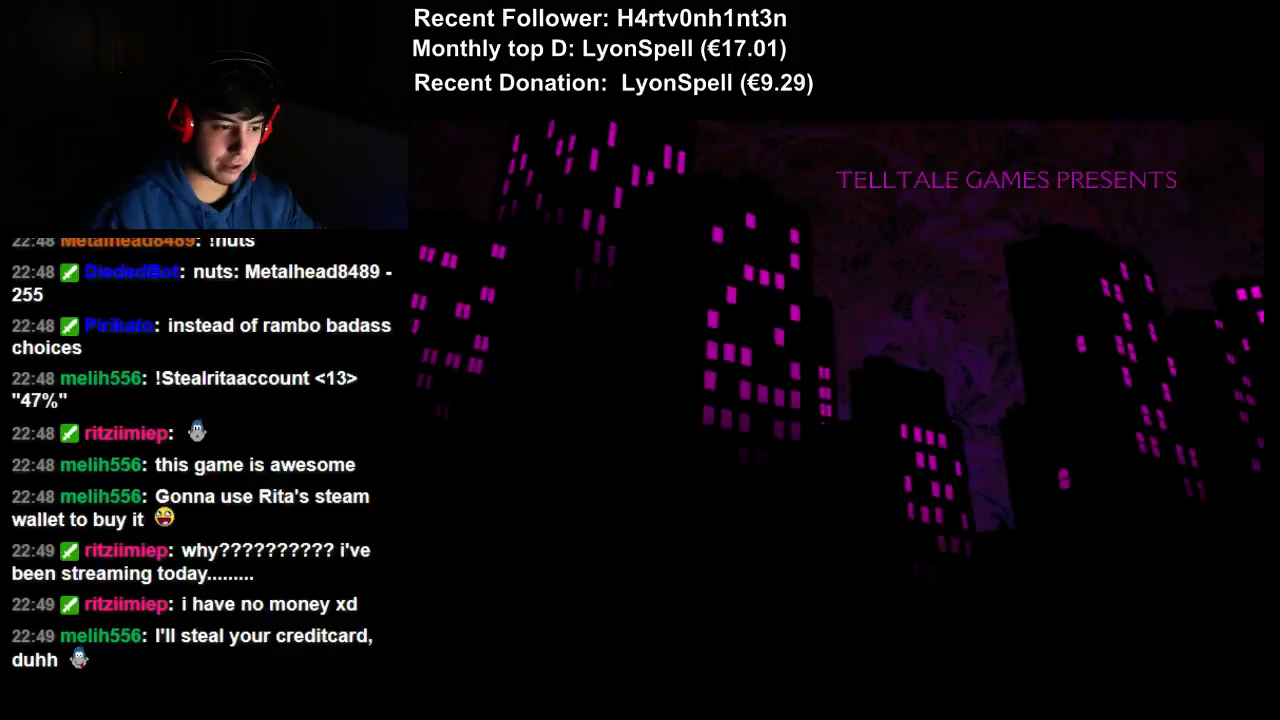 Recent Follower: H4rtv0nh1nt3n
Monthly top D: LyonSpell (€17.01)
Recent Donation: LyonSpell (€9.29)
TELLTALE GAMES PRESENTS
22:48 Metalhead8489: !nuts
22:48 DiededBot: nuts: Metalhead8489 -
255
22:48 Pirikato: instead of rambo badass
choices
22:48 melih556: !Stealritaaccount <13>
"47%"
22:48 ritziimiep:
22:48 melih556: this game is awesome
22:48 melih556: Gonna use Rita's steam
wallet to buy it
22:49 ritziimiep: why?????????? i've
been streaming today.........
22:49 ritziimiep: i have no money xd
22:49 melih556: I'll steal your creditcard,
duhh